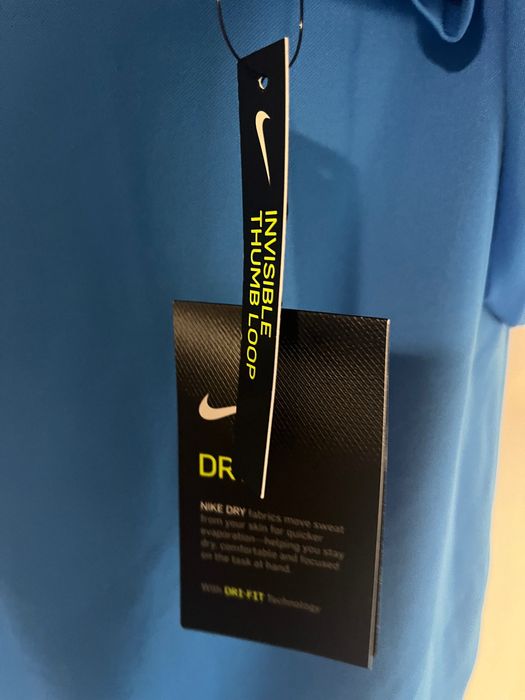 INVISIBLE
THUMB LOOP
DR
NIKE DRY fabrics move sweat
from your skin for quicker
evaporation—helping you stay
dry, comfortable and focused
on the task at hand.
With DRI-FIT Technology